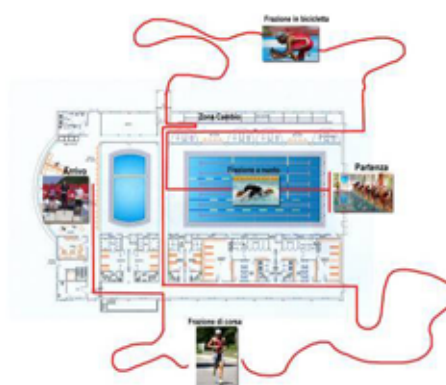 Frazione in bicicletta
Zona Cambio
Arrivo
Frazione a nuoto
Partenza
Frazione di corsa